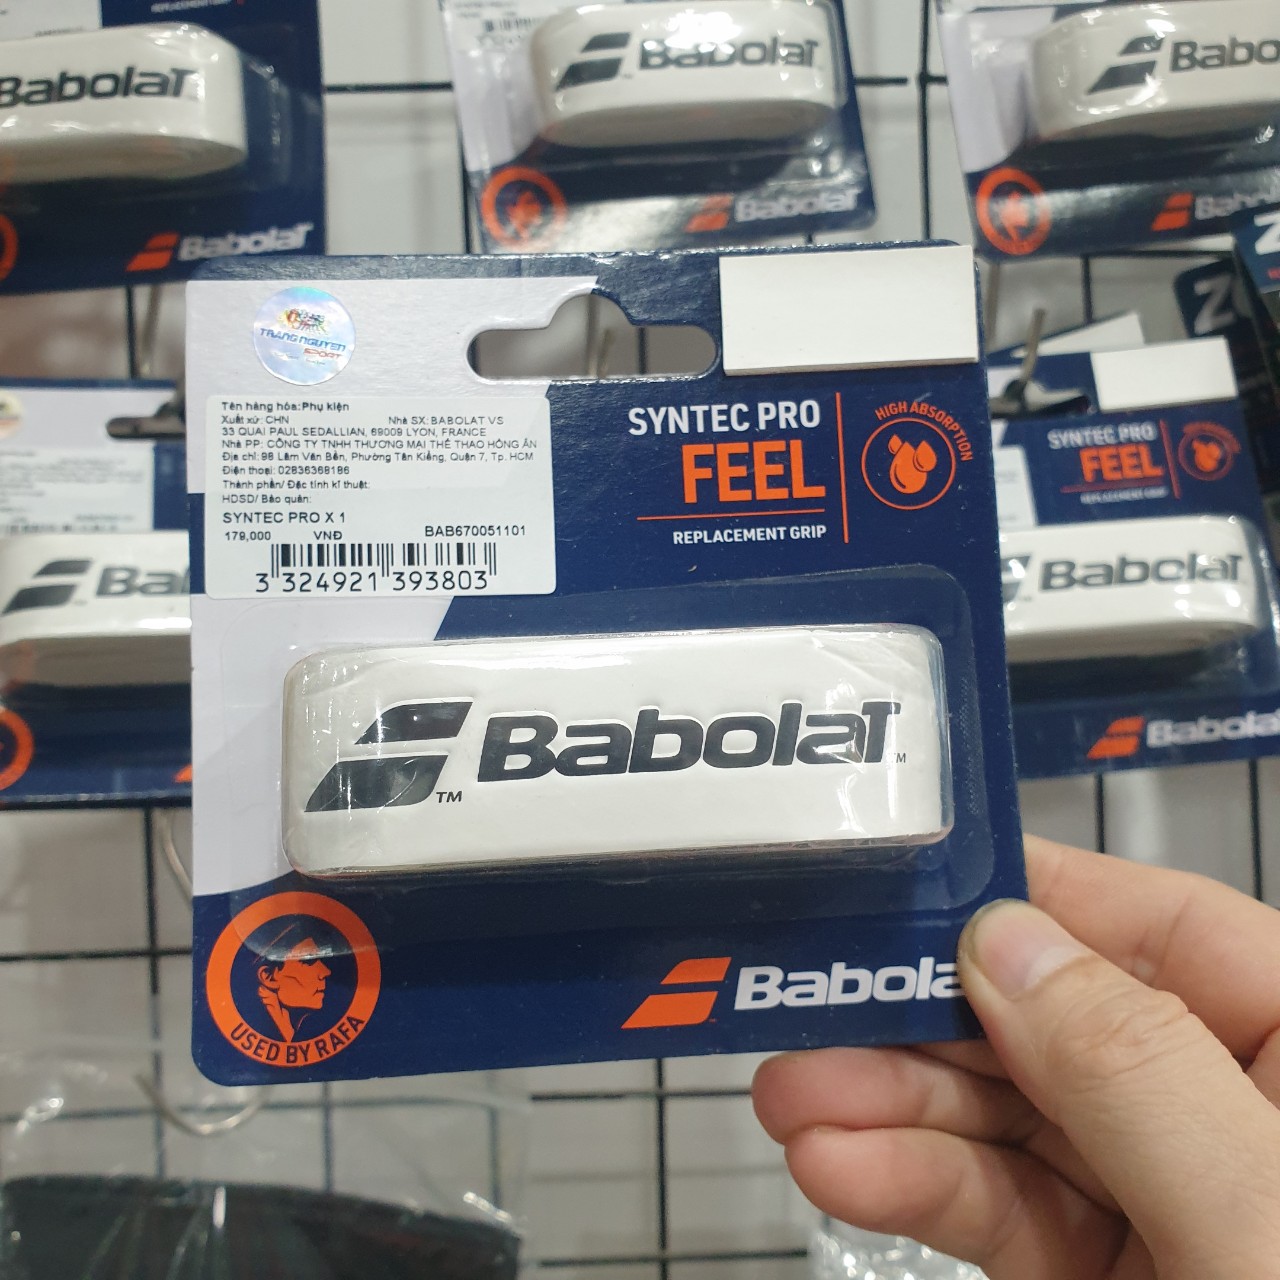 Babolat
Babolat
Babolat
Babolat
TRANG NGUYEN
SPORT
Tên hàng hóa: Phụ kiện
Xuất xứ: CHN Nhà SX: BABOLAT VS
33 QUAI PAUL SEDALLIAN, 69009 LYON, FRANCE
Nhà PP: CÔNG TY TNHH THƯƠNG MẠI THỂ THAO HỒNG ÂN
Địa chỉ: 98 Lâm Văn Bền, Phường Tân Kiểng, Quận 7, Tp. HCM
Điện thoại: 02836368186
Thành phần/ Đặc tính kĩ thuật:
HDSD/ Bảo quản:
SYNTEC PRO X 1
179,000 VNĐ BAB670051101
3 324921 393803
SYNTEC PRO
FEEL
REPLACEMENT GRIP
HIGH ABSORPTION
Babolat™
™
USED BY RAFA
Babola
SYNTEC PRO
FEEL
REPLACEMENT GRIP
Babolat
Babolat